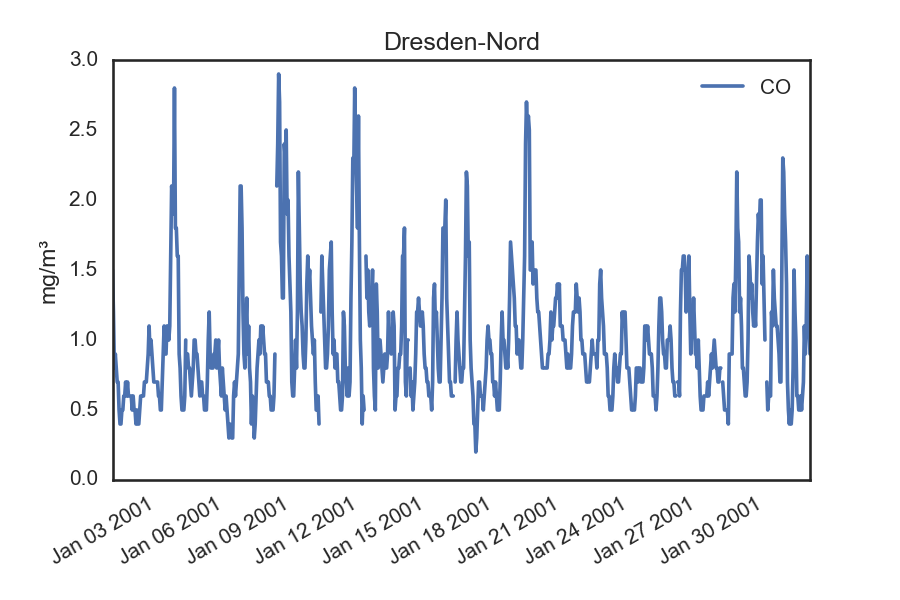 Dresden-Nord
CO
mg/m³
3.0
2.5
2.0
1.5
1.0
0.5
0.0
Jan 03 2001
Jan 06 2001
Jan 09 2001
Jan 12 2001
Jan 15 2001
Jan 18 2001
Jan 21 2001
Jan 24 2001
Jan 27 2001
Jan 30 2001